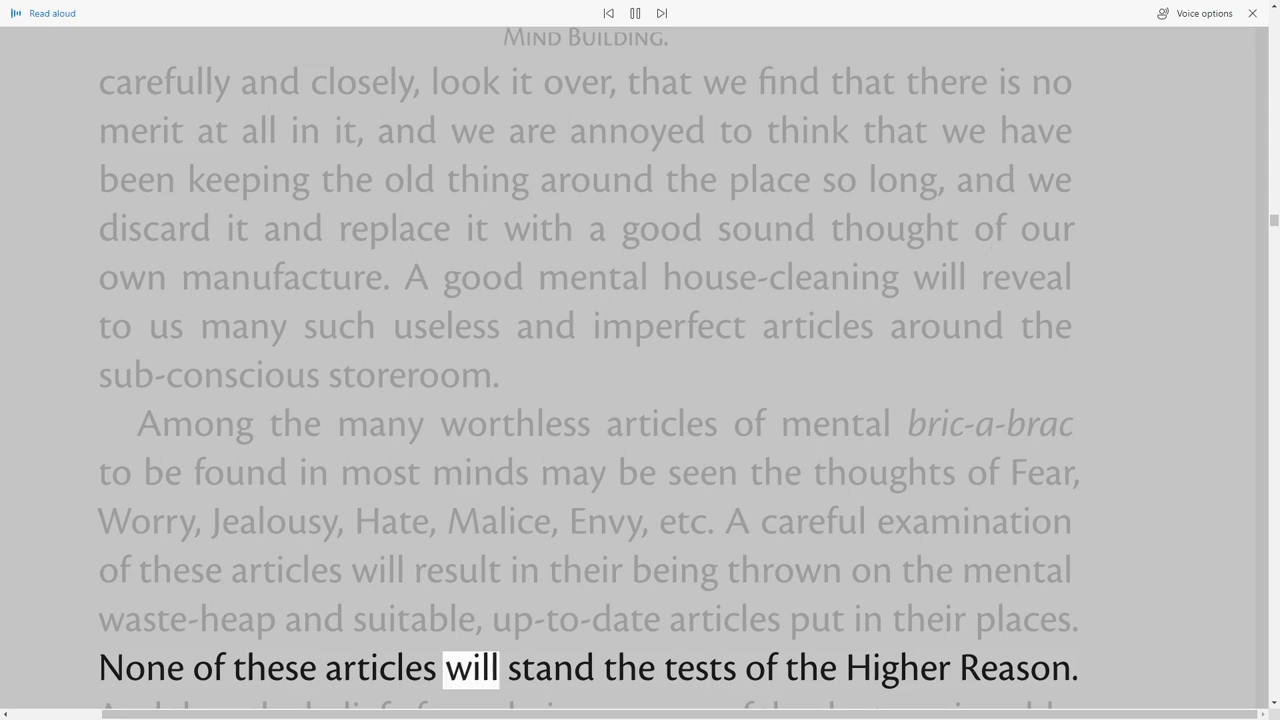 Read aloud
Voice options
Mind Building.
carefully and closely, look it over, that we find that there is no
merit at all in it, and we are annoyed to think that we have
been keeping the old thing around the place so long, and we
discard it and replace it with a good sound thought of our
own manufacture. A good mental house-cleaning will reveal
to us many such useless and imperfect articles around the
sub-conscious storeroom.
Among the many worthless articles of mental bric-a-brac
to be found in most minds may be seen the thoughts of Fear,
Worry, Jealousy, Hate, Malice, Envy, etc. A careful examination
of these articles will result in their being thrown on the mental
waste-heap and suitable, up-to-date articles put in their places.
None of these articles will stand the tests of the Higher Reason.